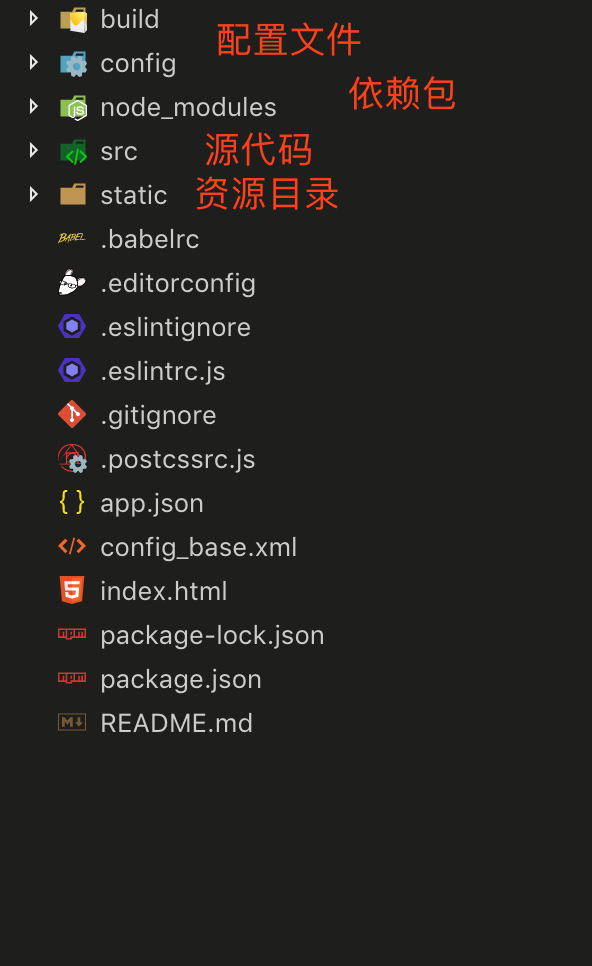 build
配置文件
config
依赖包
node_modules
src 源代码
static 资源目录
.babelrc
.editorconfig
.eslintignore
.eslintrc.js
.gitignore
.postcssrc.js
app.json
config_base.xml
index.html
package-lock.json
package.json
README.md